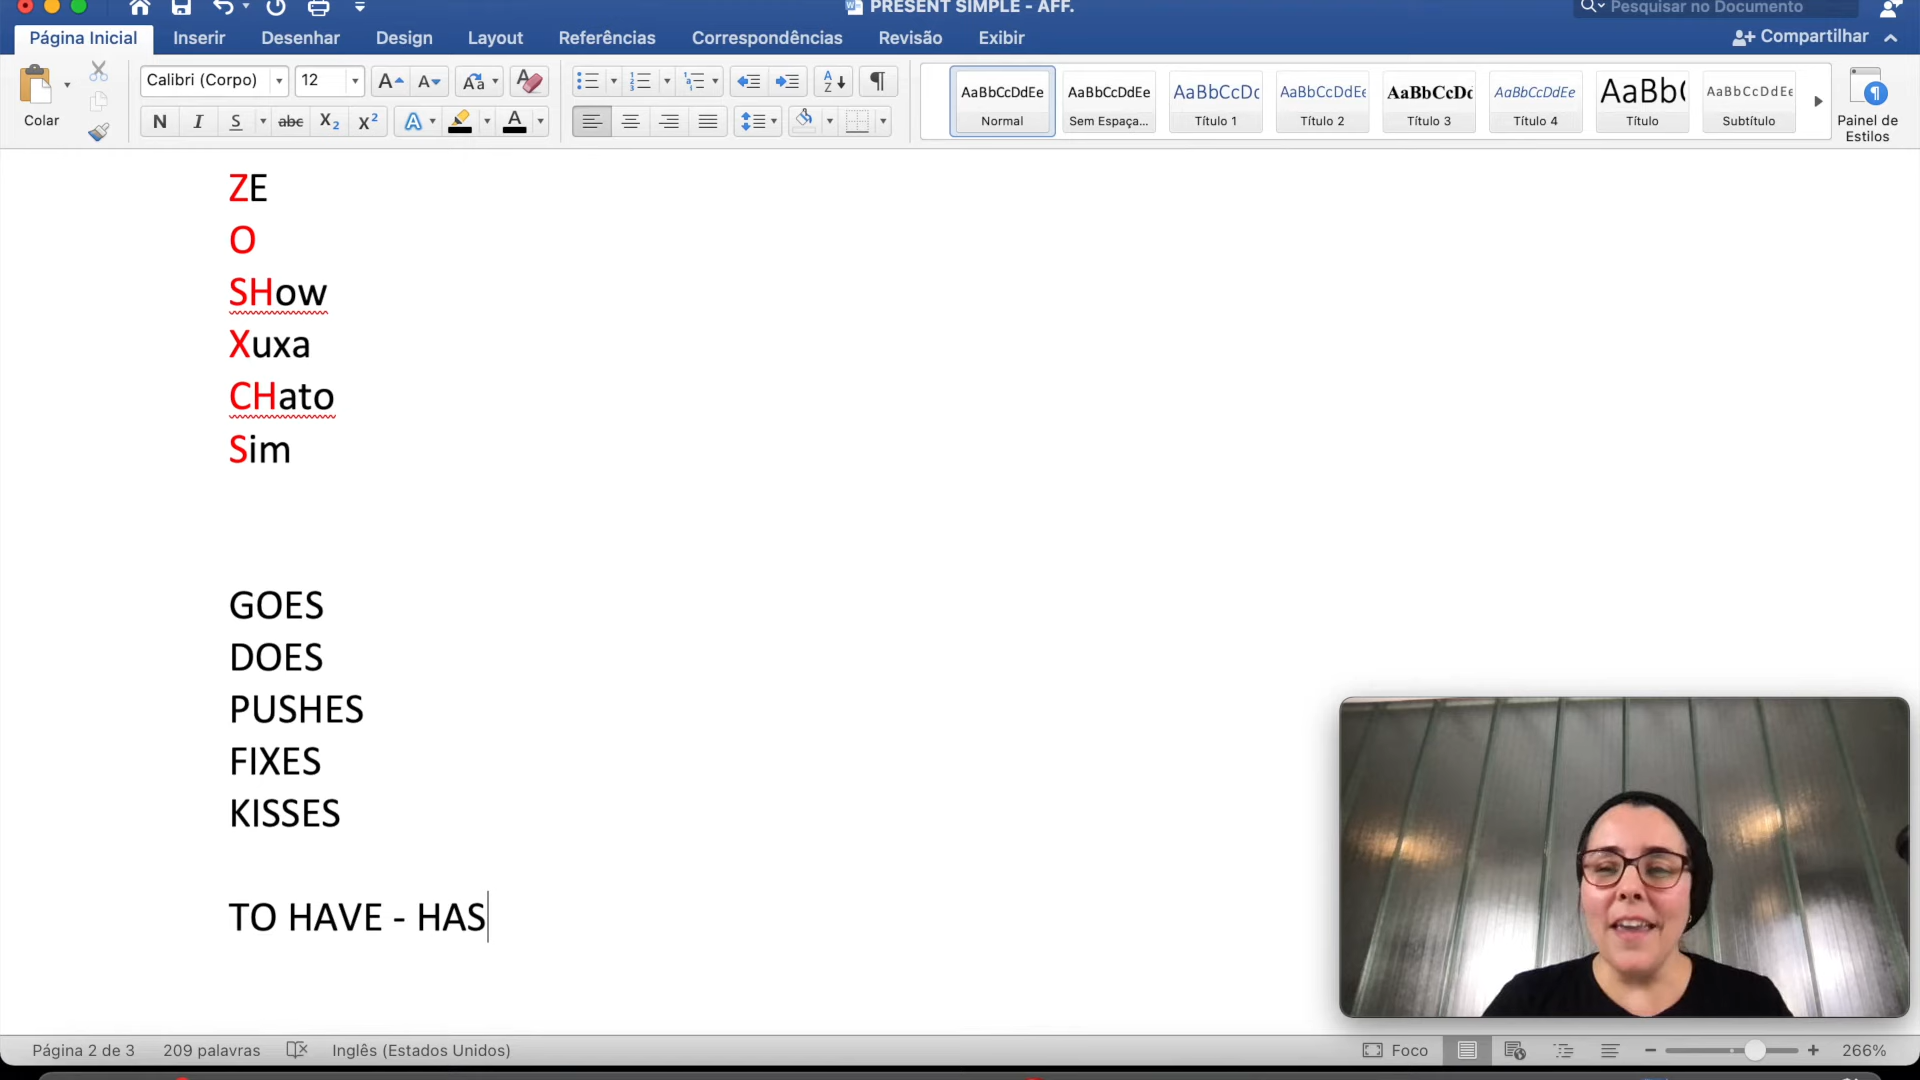 PRESENT SIMPLE - AFF.
Pesquisar no Documento
Página Inicial Inserir Desenhar Design Layout Referências Correspondências Revisão Exibir Compartilhar
Colar
Calibri (Corpo) 12
AaBbCcDdEe Normal
AaBbCcDdEe Sem Espaça...
AaBbCcDc Título 1
AaBbCcDdEe Título 2
AaBbCcDc Título 3
AaBbCcDdEe Título 4
AaBb( Título
AaBbCcDdEe Subtítulo
Painel de Estilos
N I S abc X₂ X² A A
ZE
O
SHow
Xuxa
CHato
Sim
GOES
DOES
PUSHES
FIXES
KISSES
TO HAVE - HAS
Página 2 de 3 209 palavras Inglês (Estados Unidos) Foco 266%